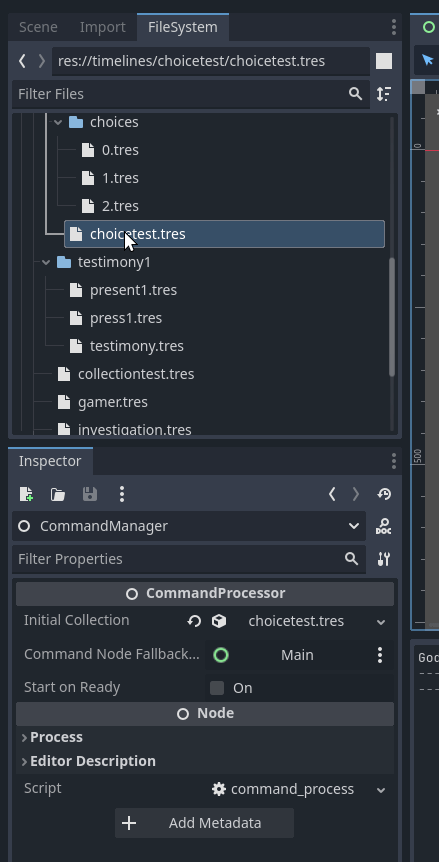 Scene Import FileSystem
res://timelines/choicetest/choicetest.tres
Filter Files
choices
0.tres
1.tres
2.tres
choicetest.tres
testimony1
present1.tres
press1.tres
testimony.tres
collectiontest.tres
gamer.tres
investigation.tres
0
500
Inspector
CommandManager
DOC
Filter Properties
CommandProcessor
Initial Collection choicetest.tres
Command Node Fallback... Main
Start on Ready On
Node
Process
Editor Description
Script command_process
Add Metadata
God
---
---